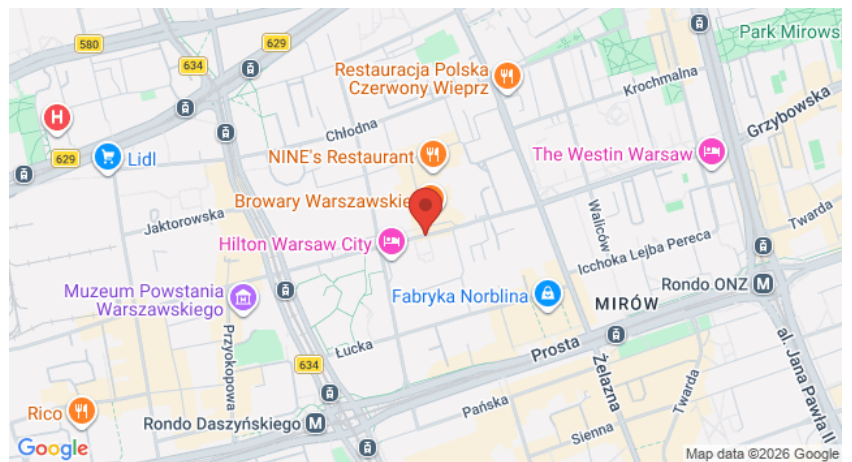 580
629
634
Park Mirows
Restauracja Polska
Czerwony Wieprz
Krochmalna
H
Chłodna
Grzybowska
629
Lidl
NINE's Restaurant
The Westin Warsaw
Browary Warszawskie
Jaktorowska
Waliców
Twarda
Hilton Warsaw City
Icchoka Lejba Pereca
Muzeum Powstania
Warszawskiego
Fabryka Norblina
Rondo ONZ
M
MIRÓW
Przyokopowa
Łucka
Prosta
634
Żelazna
al. Jana Pawła II
Rico
Rondo Daszyńskiego
M
Pańska
Twarda
Sienna
Google
Map data ©2026 Google